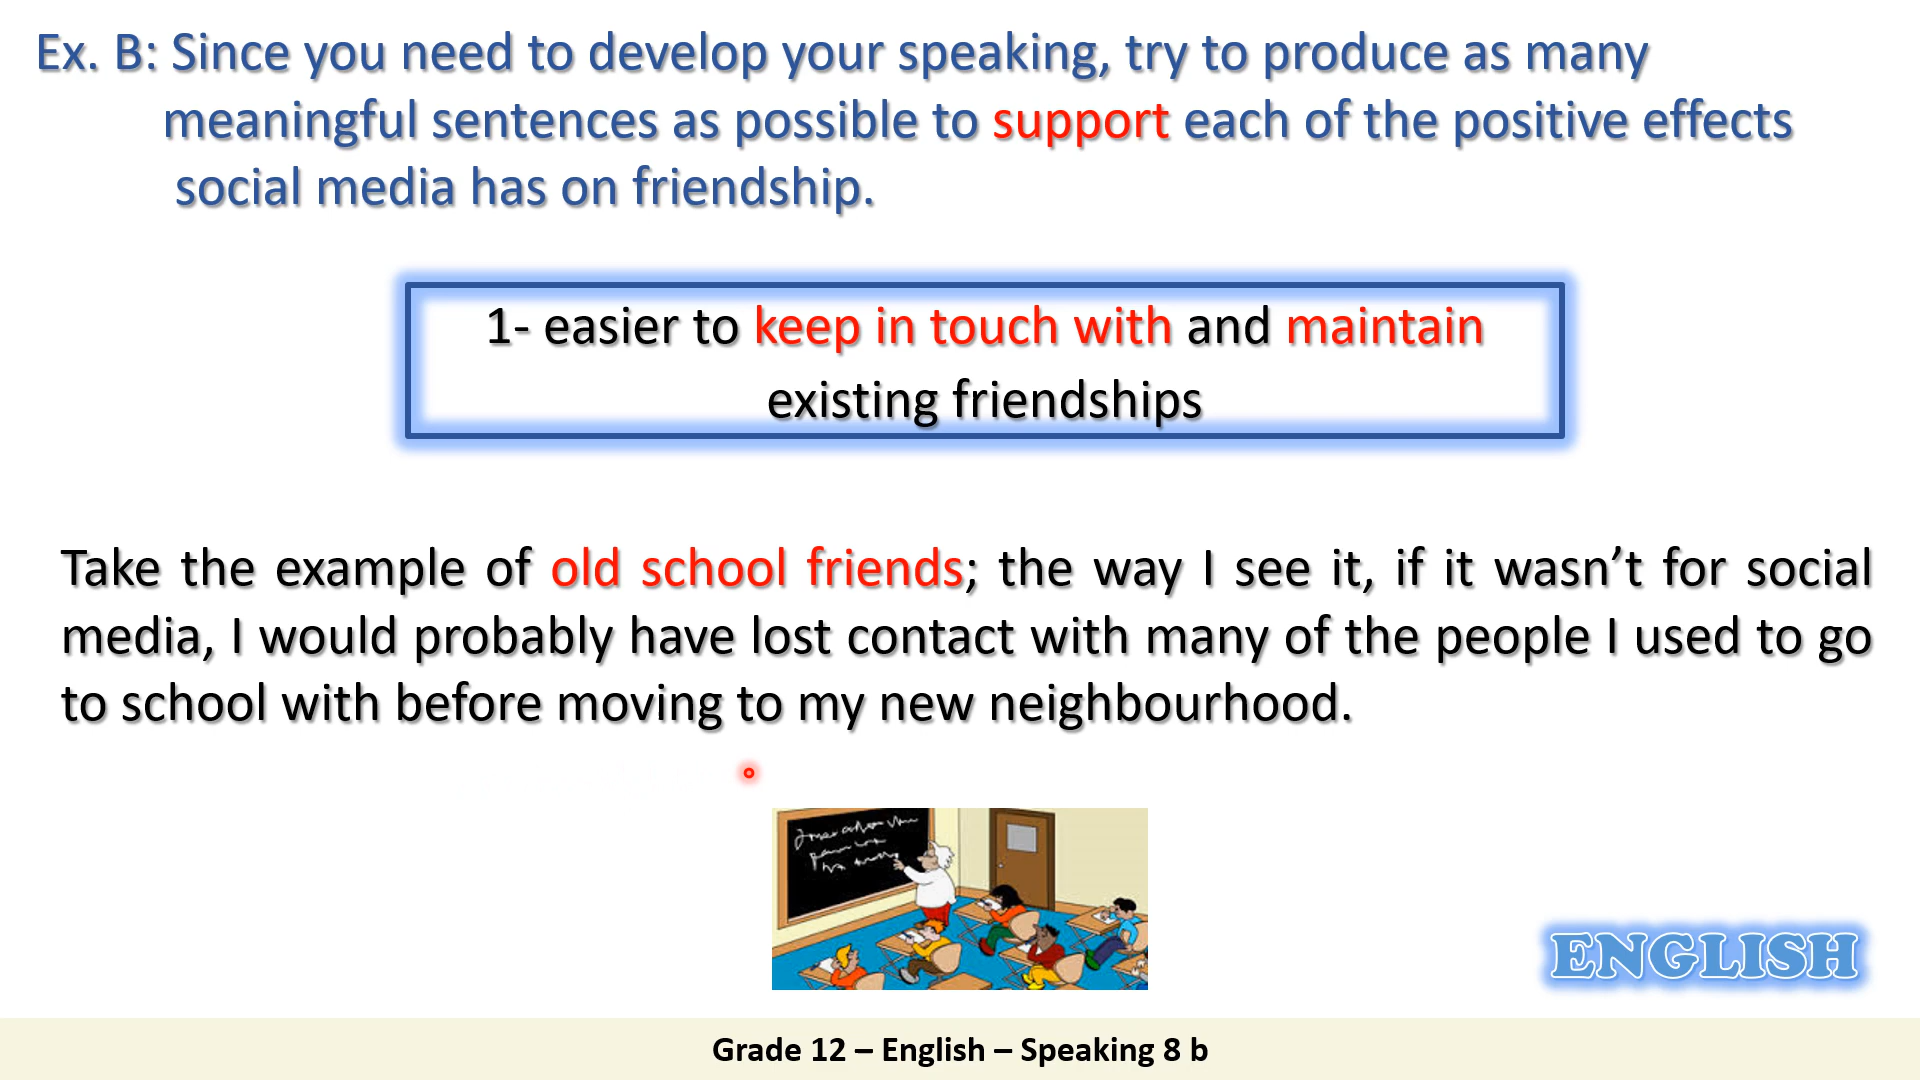 Ex. B: Since you need to develop your speaking, try to produce as many
meaningful sentences as possible to support each of the positive effects
social media has on friendship.
1- easier to keep in touch with and maintain
existing friendships
Take the example of old school friends; the way I see it, if it wasn’t for social
media, I would probably have lost contact with many of the people I used to go
to school with before moving to my new neighbourhood.
ENGLISH
Grade 12 – English – Speaking 8 b